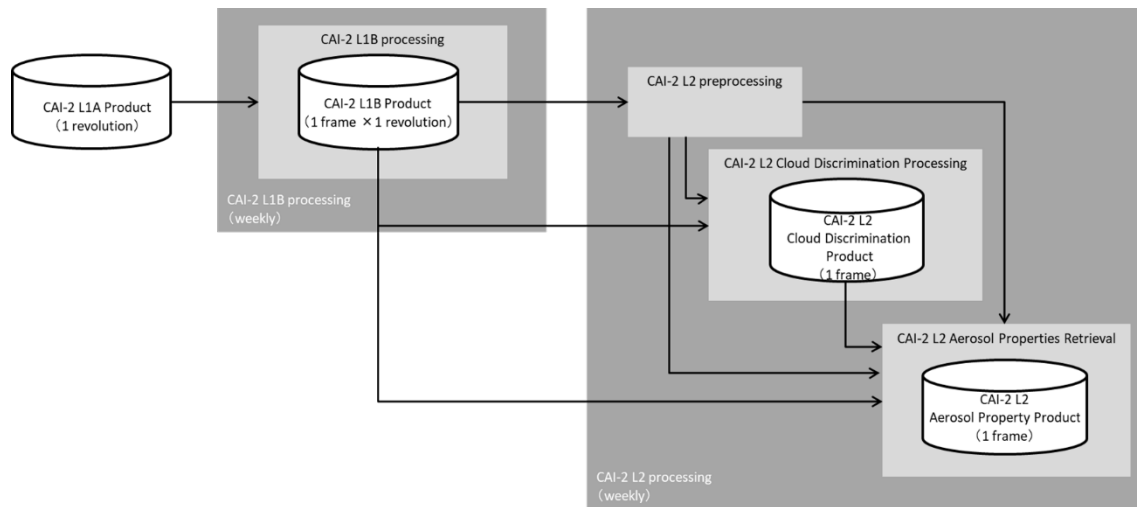 CAI-2 L1A Product
（1 revolution）
CAI-2 L1B processing
CAI-2 L1B Product
（1 frame ×1 revolution）
CAI-2 L1B processing
（weekly）
CAI-2 L2 preprocessing
CAI-2 L2 Cloud Discrimination Processing
CAI-2 L2
Cloud Discrimination
Product
（1 frame）
CAI-2 L2 Aerosol Properties Retrieval
CAI-2 L2
Aerosol Property Product
（1 frame）
CAI-2 L2 processing
（weekly）